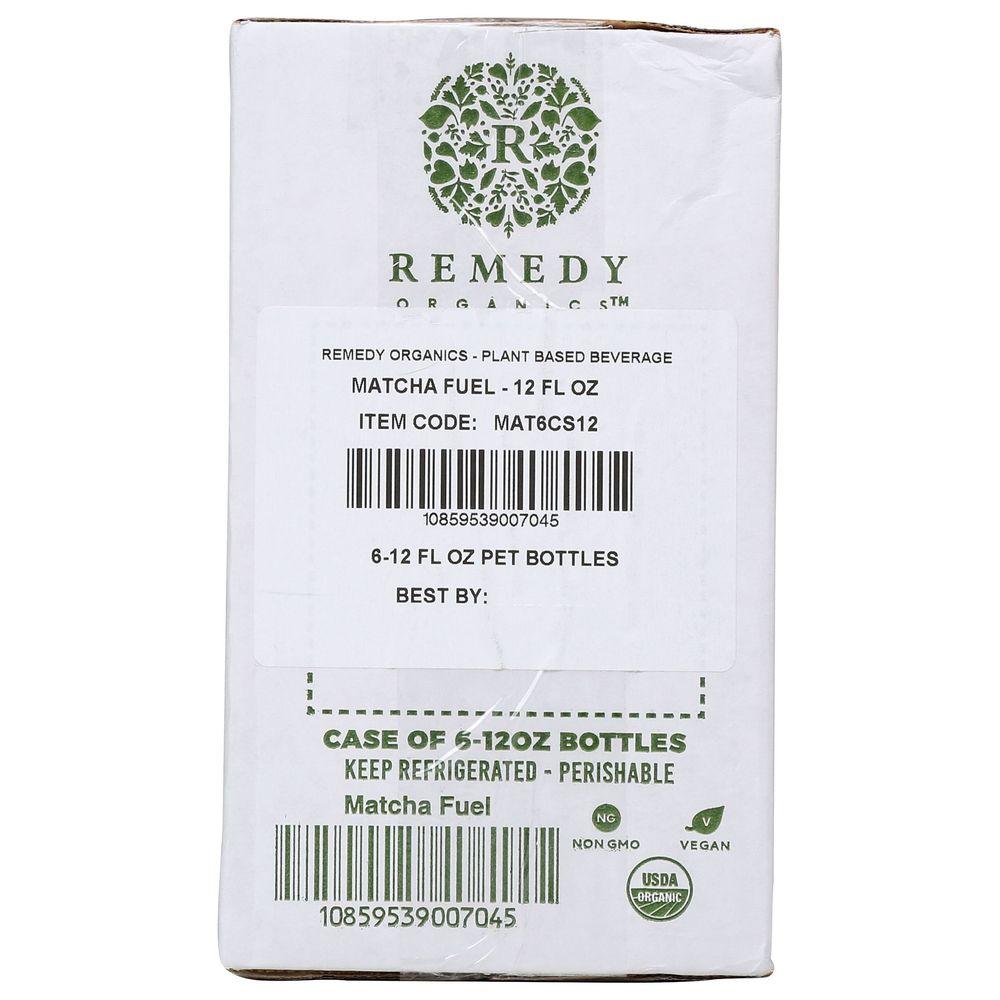 R
REMEDY
ORGANICS™
REMEDY ORGANICS - PLANT BASED BEVERAGE
MATCHA FUEL - 12 FL OZ
ITEM CODE: MAT6CS12
10859539007045
6-12 FL OZ PET BOTTLES
BEST BY:
CASE OF 6-12OZ BOTTLES
KEEP REFRIGERATED - PERISHABLE
Matcha Fuel
NG
NON GMO
V
VEGAN
USDA
ORGANIC
10859539007045